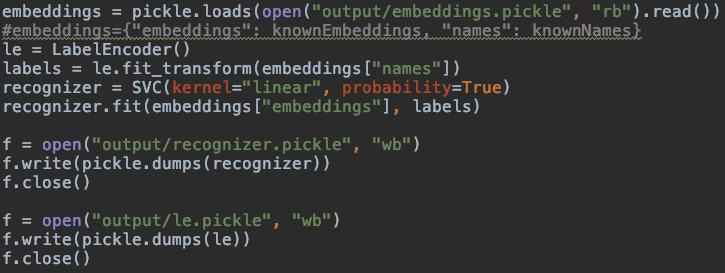 embeddings = pickle.loads(open("output/embeddings.pickle", "rb").read())
#embeddings={"embeddings": knownEmbeddings, "names": knownNames}
le = LabelEncoder()
labels = le.fit_transform(embeddings["names"])
recognizer = SVC(kernel="linear", probability=True)
recognizer.fit(embeddings["embeddings"], labels)

f = open("output/recognizer.pickle", "wb")
f.write(pickle.dumps(recognizer))
f.close()

f = open("output/le.pickle", "wb")
f.write(pickle.dumps(le))
f.close()